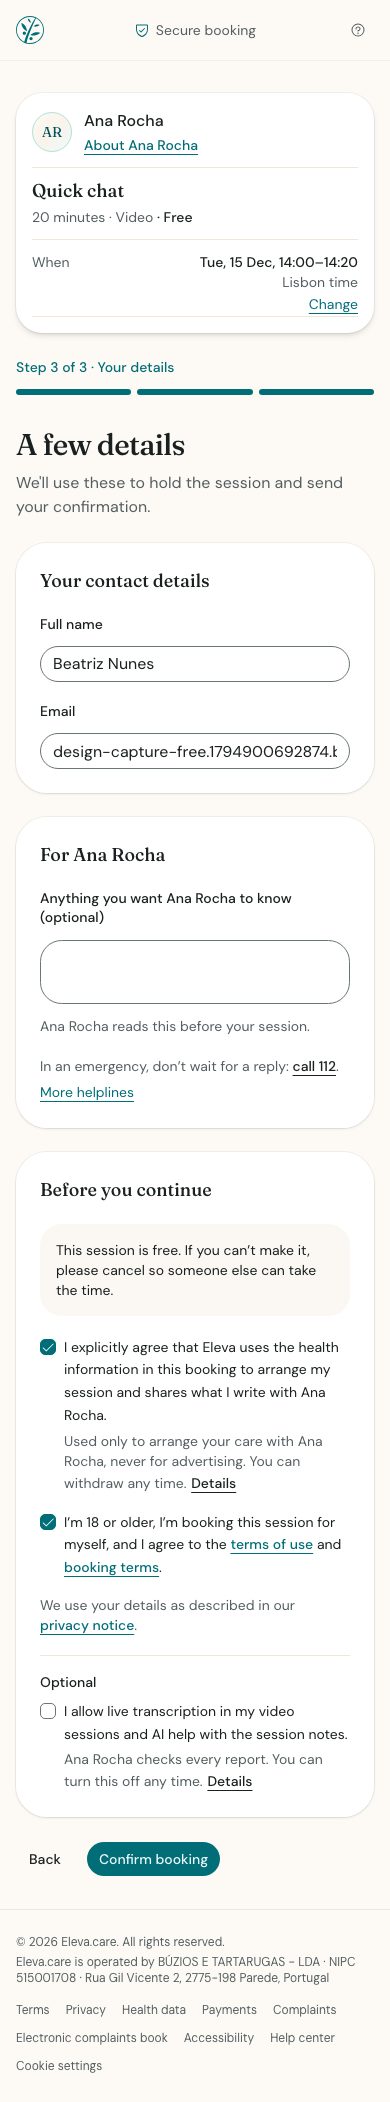 Secure booking
AR
Ana Rocha
About Ana Rocha
Quick chat
20 minutes · Video · Free
When
Tue, 15 Dec, 14:00–14:20
Lisbon time
Change
Step 3 of 3 · Your details
A few details
We'll use these to hold the session and send
your confirmation.
Your contact details
Full name
Beatriz Nunes
Email
design-capture-free.1794900692874.b
For Ana Rocha
Anything you want Ana Rocha to know
(optional)
Ana Rocha reads this before your session.
In an emergency, don’t wait for a reply: call 112.
More helplines
Before you continue
This session is free. If you can’t make it,
please cancel so someone else can take
the time.
I explicitly agree that Eleva uses the health
information in this booking to arrange my
session and shares what I write with Ana
Rocha.
Used only to arrange your care with Ana
Rocha, never for advertising. You can
withdraw any time. Details
I’m 18 or older, I’m booking this session for
myself, and I agree to the terms of use and
booking terms.
We use your details as described in our
privacy notice.
Optional
I allow live transcription in my video
sessions and AI help with the session notes.
Ana Rocha checks every report. You can
turn this off any time. Details
Back
Confirm booking
© 2026 Eleva.care. All rights reserved.
Eleva.care is operated by BÚZIOS E TARTARUGAS - LDA · NIPC
515001708 · Rua Gil Vicente 2, 2775-198 Parede, Portugal
Terms Privacy Health data Payments Complaints
Electronic complaints book Accessibility Help center
Cookie settings